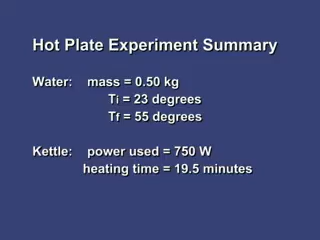 Hot Plate Experiment Summary
Water: mass = 0.50 kg
Ti = 23 degrees
Tf = 55 degrees
Kettle: power used = 750 W
heating time = 19.5 minutes